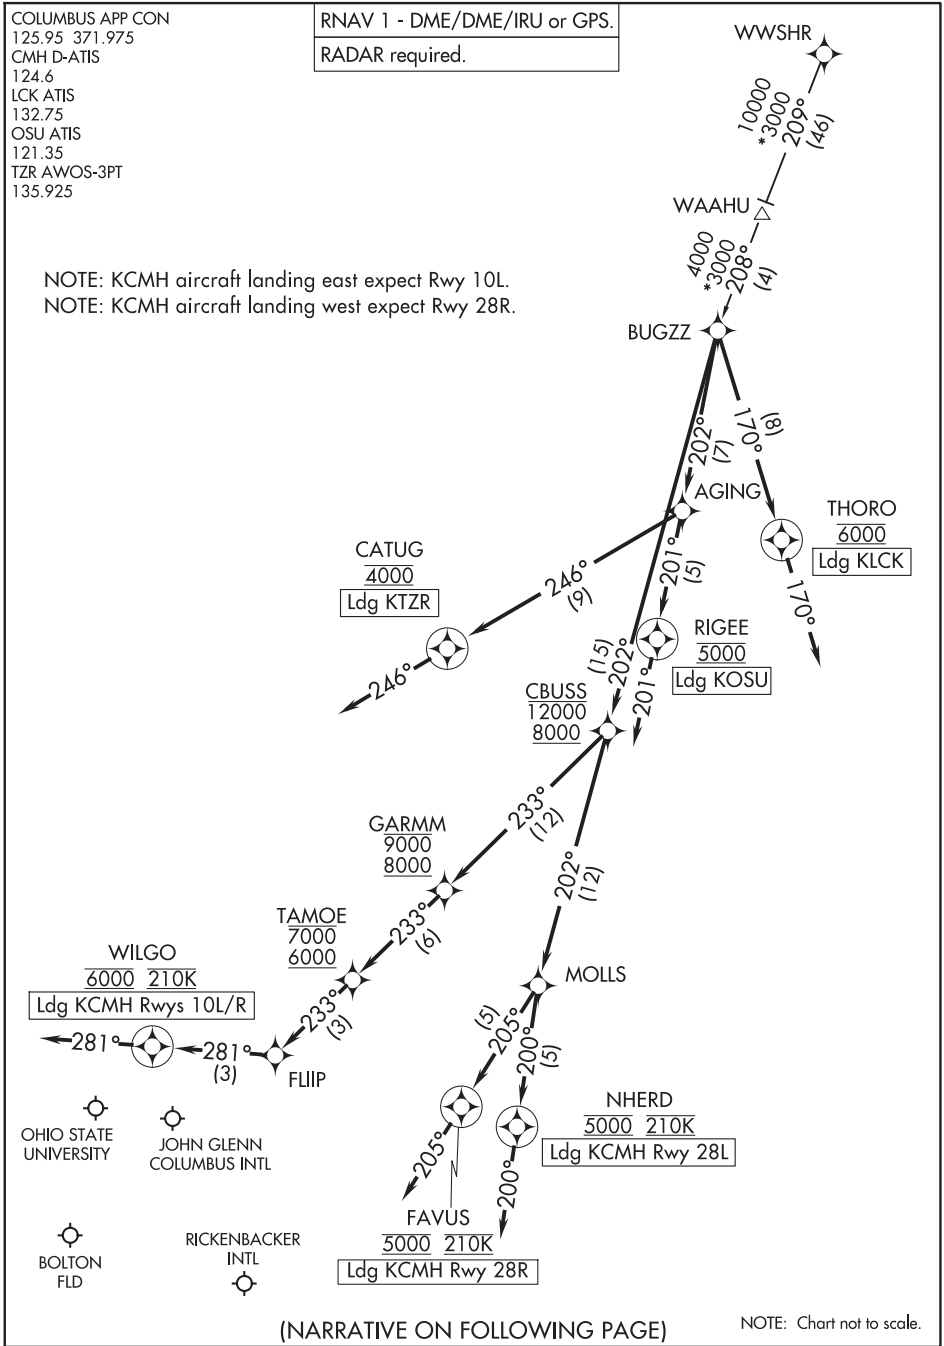 COLUMBUS APP CON
125.95 371.975
CMH D-ATIS
124.6
LCK ATIS
132.75
OSU ATIS
121.35
TZR AWOS-3PT
135.925
RNAV 1 - DME/DME/IRU or GPS.
RADAR required.
WWSHR
10000
*3000
209°
(46)
WAAHU
4000
*3000
208°
(4)
NOTE: KCMH aircraft landing east expect Rwy 10L.
NOTE: KCMH aircraft landing west expect Rwy 28R.
BUGZZ
202°
(7)
170°
(8)
AGING
THORO
6000
Ldg KLCK
170°
CATUG
4000
Ldg KTZR
246°
(9)
246°
201°
(5)
RIGEE
5000
Ldg KOSU
201°
(15)
202°
CBUSS
12000
8000
233°
(12)
202°
(12)
GARMM
9000
8000
233°
(6)
TAMOE
7000
6000
233°
(3)
WILGO
6000 210K
Ldg KCMH Rwys 10L/R
281°
281°
(3)
FLIIP
MOLLS
(5)
205°
200°
(5)
NHERD
5000 210K
Ldg KCMH Rwy 28L
200°
205°
FAVUS
5000 210K
Ldg KCMH Rwy 28R
OHIO STATE
UNIVERSITY
JOHN GLENN
COLUMBUS INTL
BOLTON
FLD
RICKENBACKER
INTL
(NARRATIVE ON FOLLOWING PAGE)
NOTE: Chart not to scale.